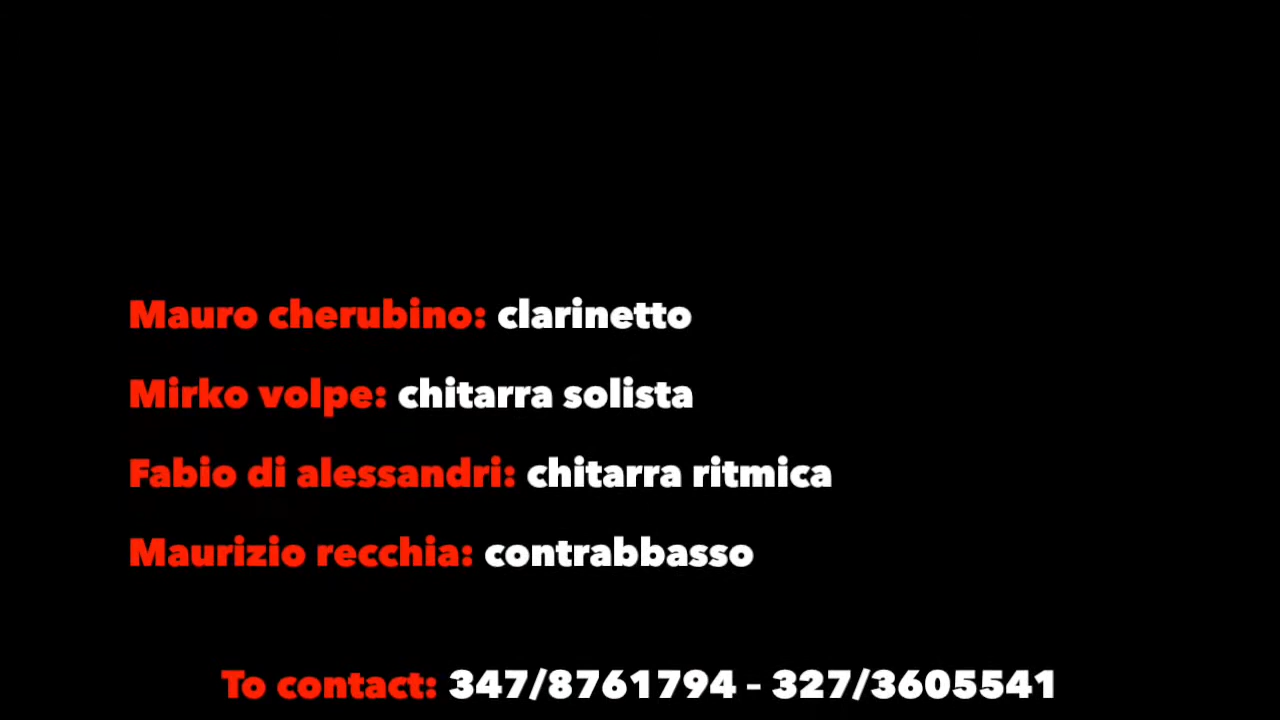 Mauro cherubino: clarinetto
Mirko volpe: chitarra solista
Fabio di alessandri: chitarra ritmica
Maurizio recchia: contrabbasso
To contact: 347/8761794 - 327/3605541